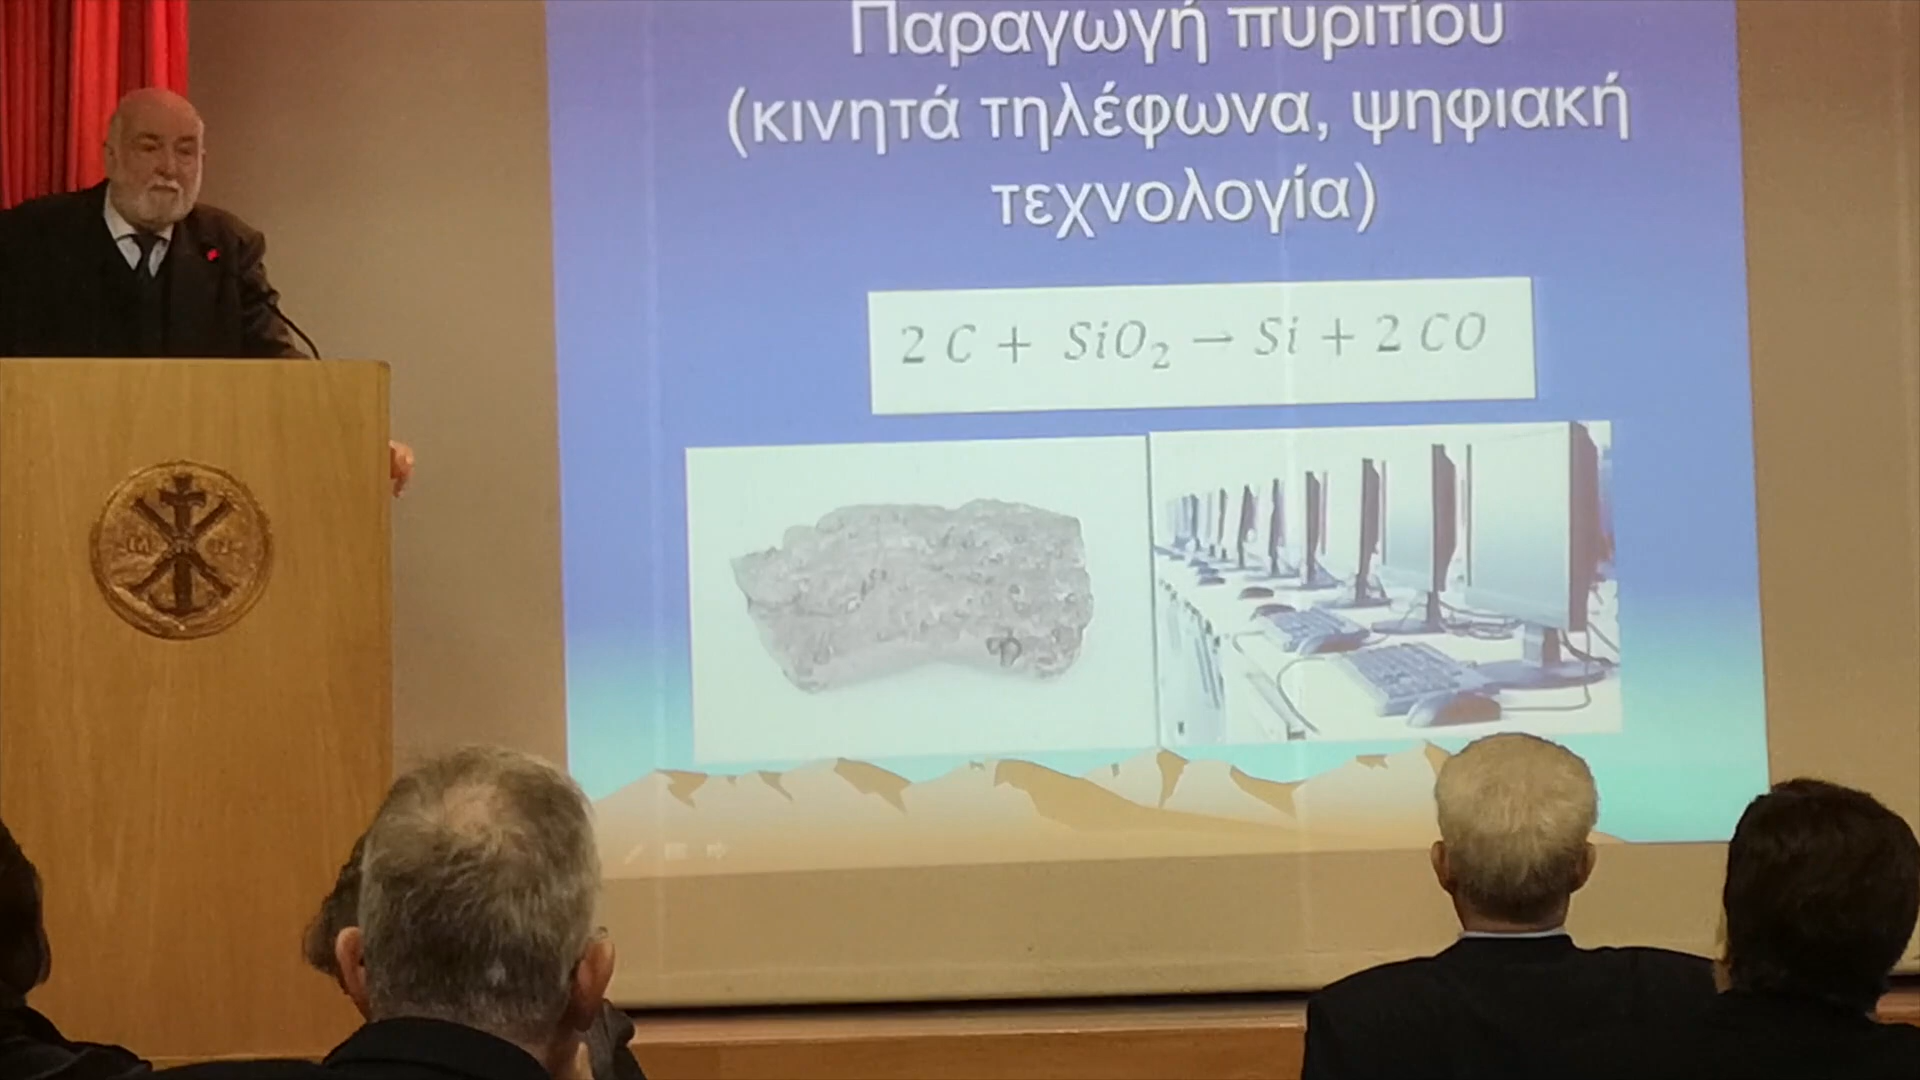 Παραγωγή πυριτίου
(κινητά τηλέφωνα, ψηφιακή
τεχνολογία)
2 C + SiO₂ → Si + 2 CO